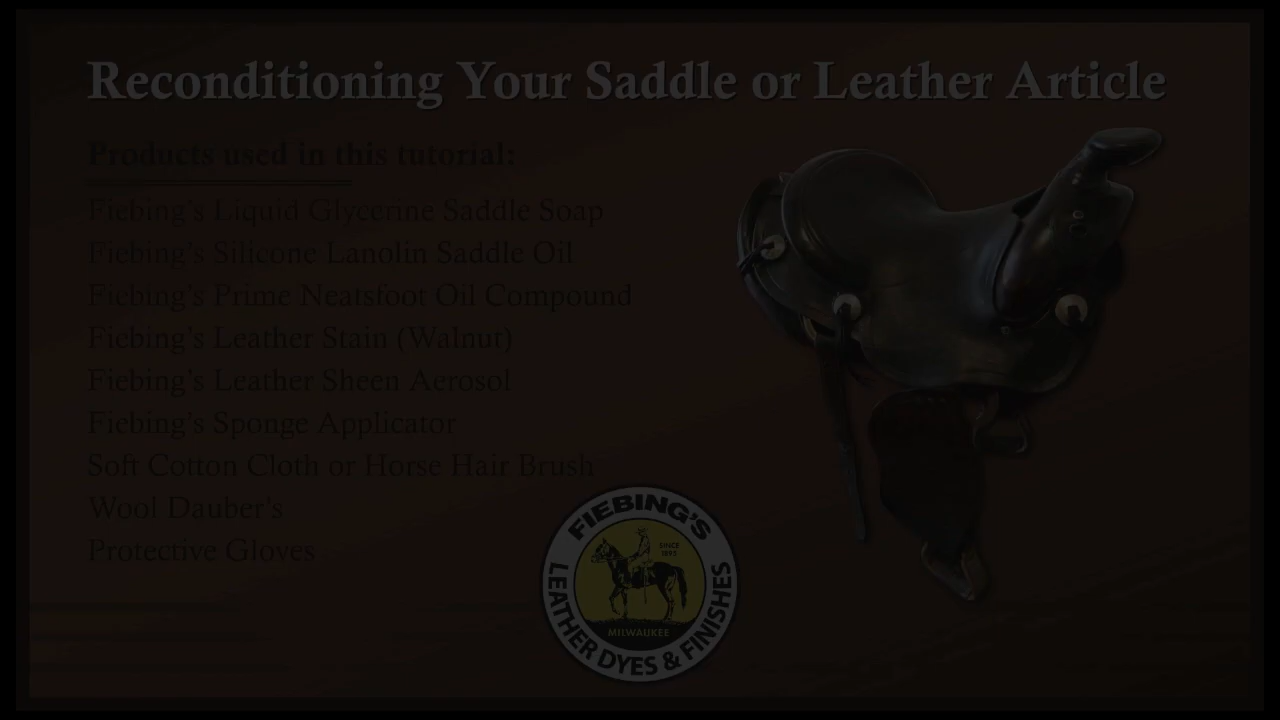 Reconditioning Your Saddle or Leather Article
Products used in this tutorial:
Fiebing's Liquid Glycerine Saddle Soap
Fiebing's Silicone Lanolin Saddle Oil
Fiebing's Prime Neatsfoot Oil Compound
Fiebing's Leather Stain (Walnut)
Fiebing's Leather Sheen Aerosol
Fiebing's Sponge Applicator
Soft Cotton Cloth or Horse Hair Brush
Wool Dauber's
Protective Gloves
FIEBING'S
SINCE
1895
MILWAUKEE
LEATHER DYES & FINISHES